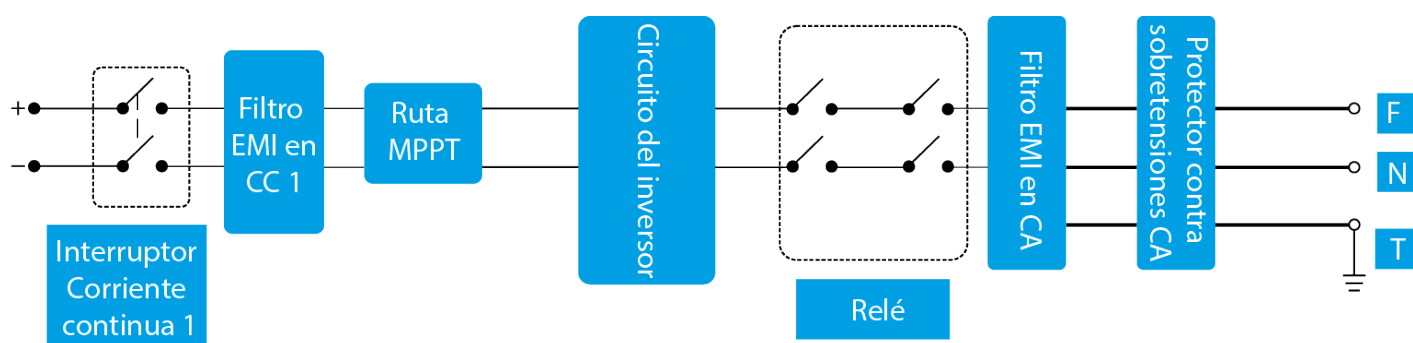 +
−
Interruptor
Corriente
continua 1
Filtro
EMI en
CC 1
Ruta
MPPT
Circuito del inversor
Relé
Filtro EMI en CA
Protector contra
sobretensiones CA
F
N
T